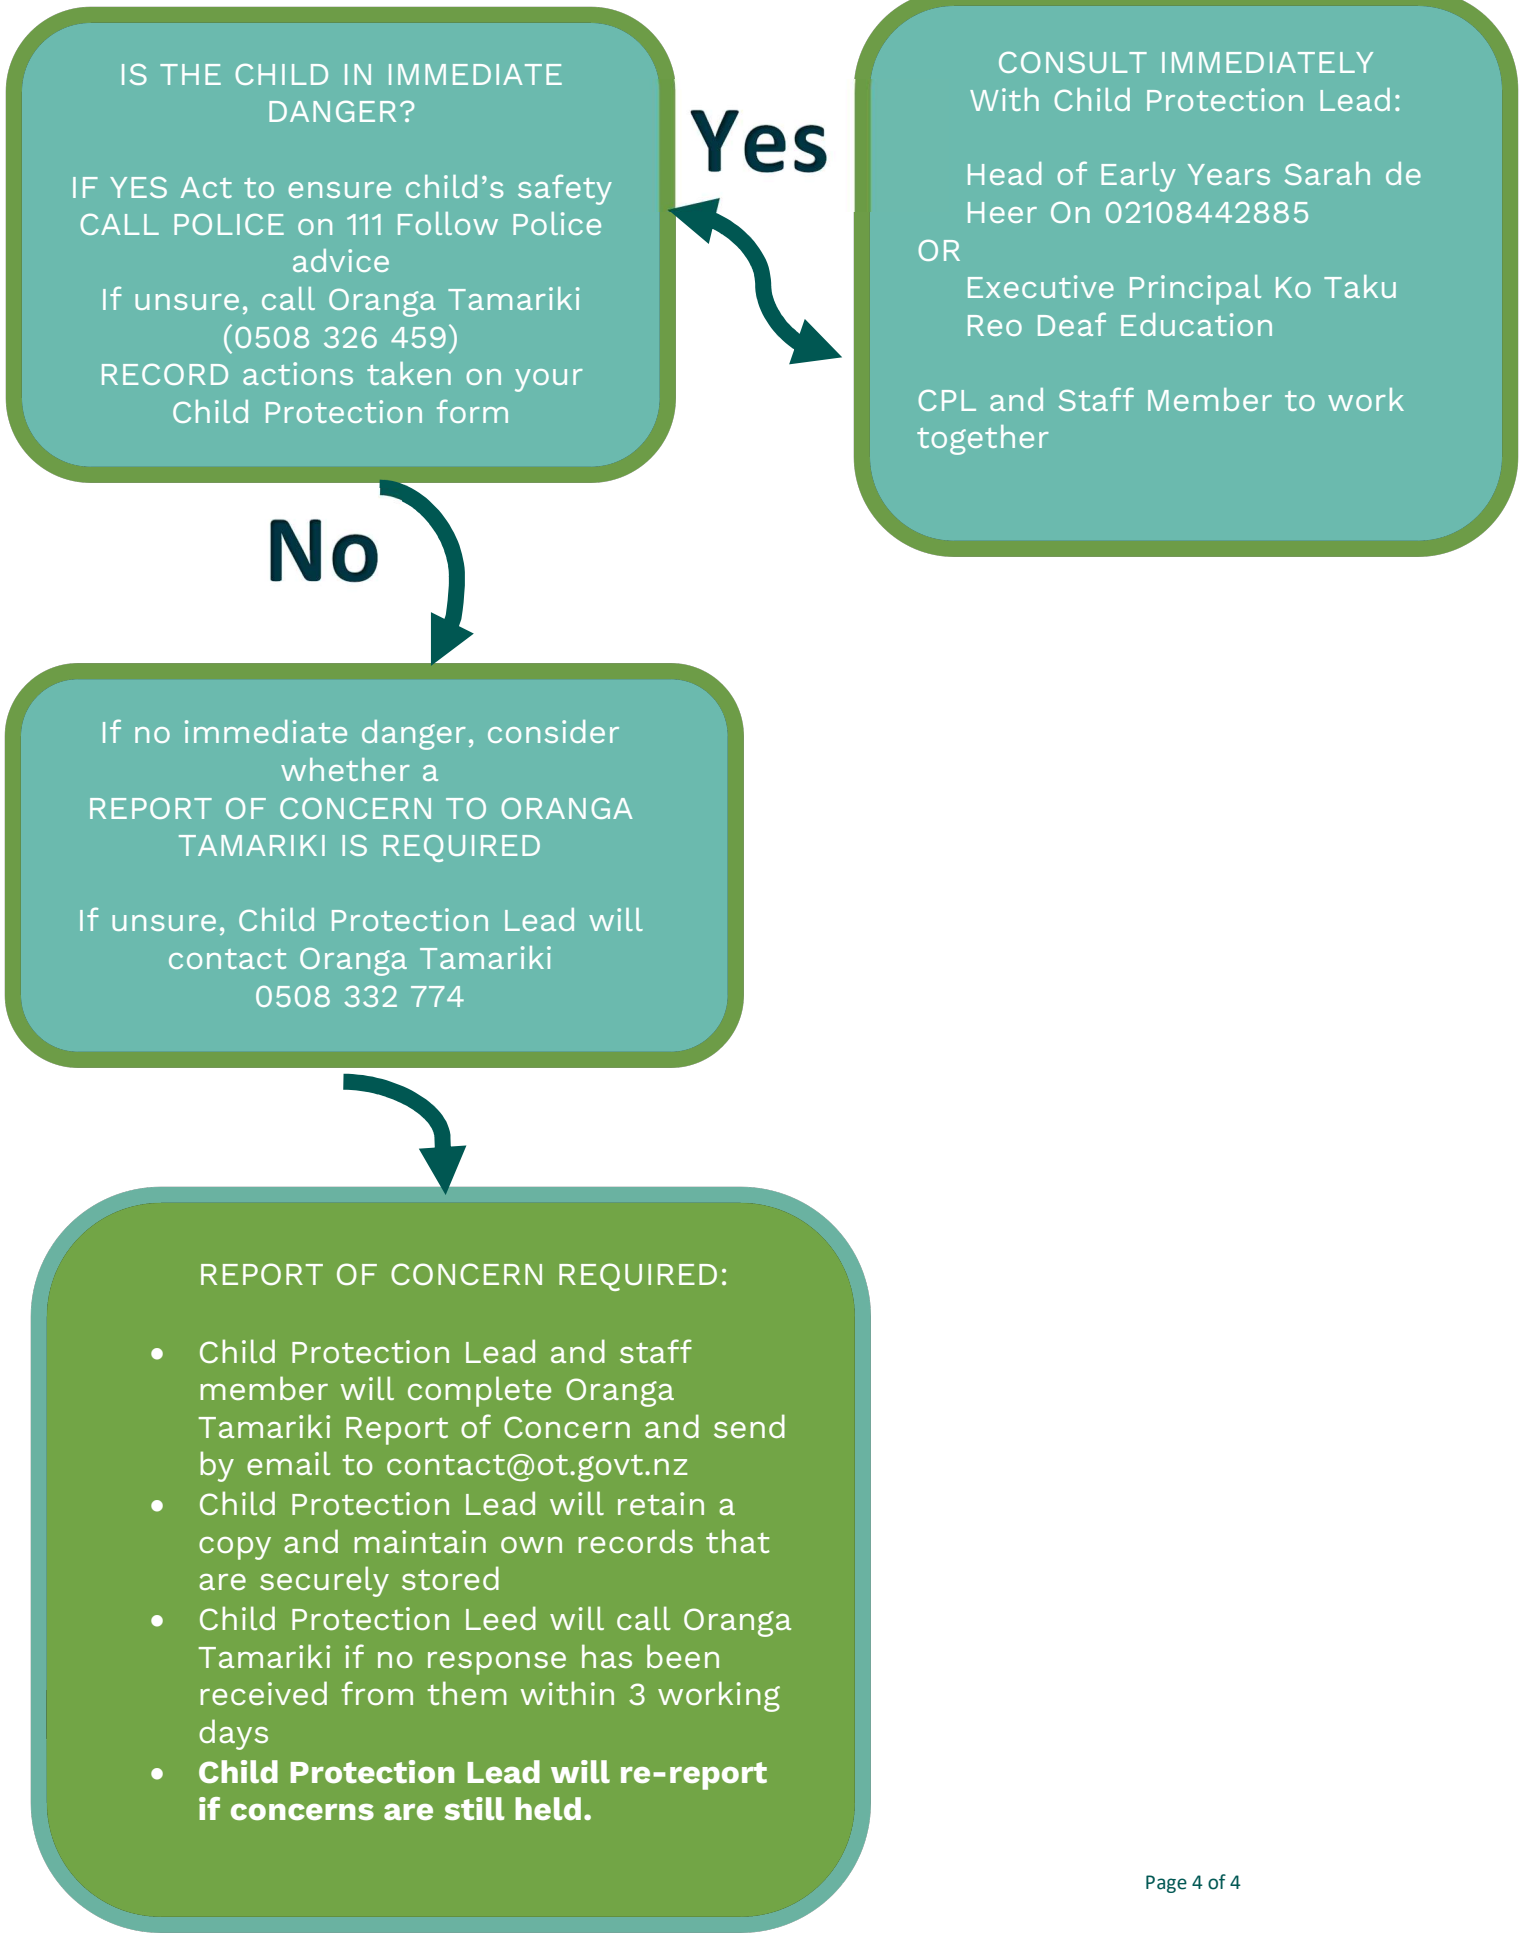 IS THE CHILD IN IMMEDIATE
DANGER?
IF YES Act to ensure child's safety
CALL POLICE on 111 Follow Police
advice
If unsure, call Oranga Tamariki
(0508 326 459)
RECORD actions taken on your
Child Protection form
Yes
CONSULT IMMEDIATELY
With Child Protection Lead:
Head of Early Years Sarah de
Heer On 02108442885
OR
Executive Principal Ko Taku
Reo Deaf Education
CPL and Staff Member to work
together
No
If no immediate danger, consider
whether a
REPORT OF CONCERN TO ORANGA
TAMARIKI IS REQUIRED
If unsure, Child Protection Lead will
contact Oranga Tamariki
0508 332 774
REPORT OF CONCERN REQUIRED:
• Child Protection Lead and staff
member will complete Oranga
Tamariki Report of Concern and send
by email to contact@ot.govt.nz
• Child Protection Lead will retain a
copy and maintain own records that
are securely stored
• Child Protection Leed will call Oranga
Tamariki if no response has been
received from them within 3 working
days
• Child Protection Lead will re-report
if concerns are still held.
Page 4 of 4